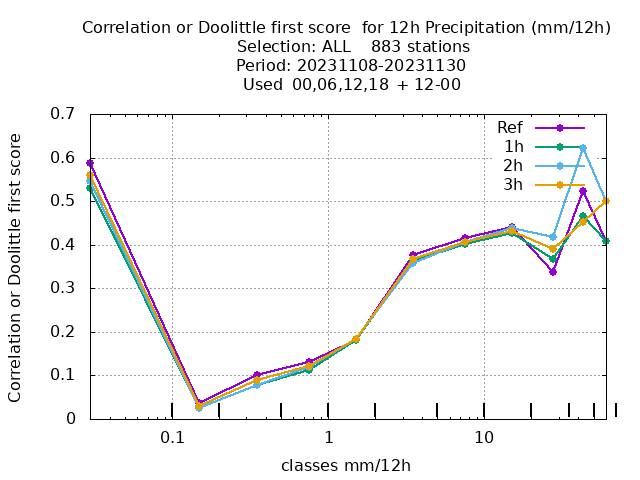 Correlation or Doolittle first score  for 12h Precipitation (mm/12h)
Selection: ALL    883 stations
Period: 20231108-20231130
Used  00,06,12,18  + 12-00
Correlation or Doolittle first score
0.7
0.6
0.5
0.4
0.3
0.2
0.1
0
Ref
1h
2h
3h
0.1
1
10
classes mm/12h